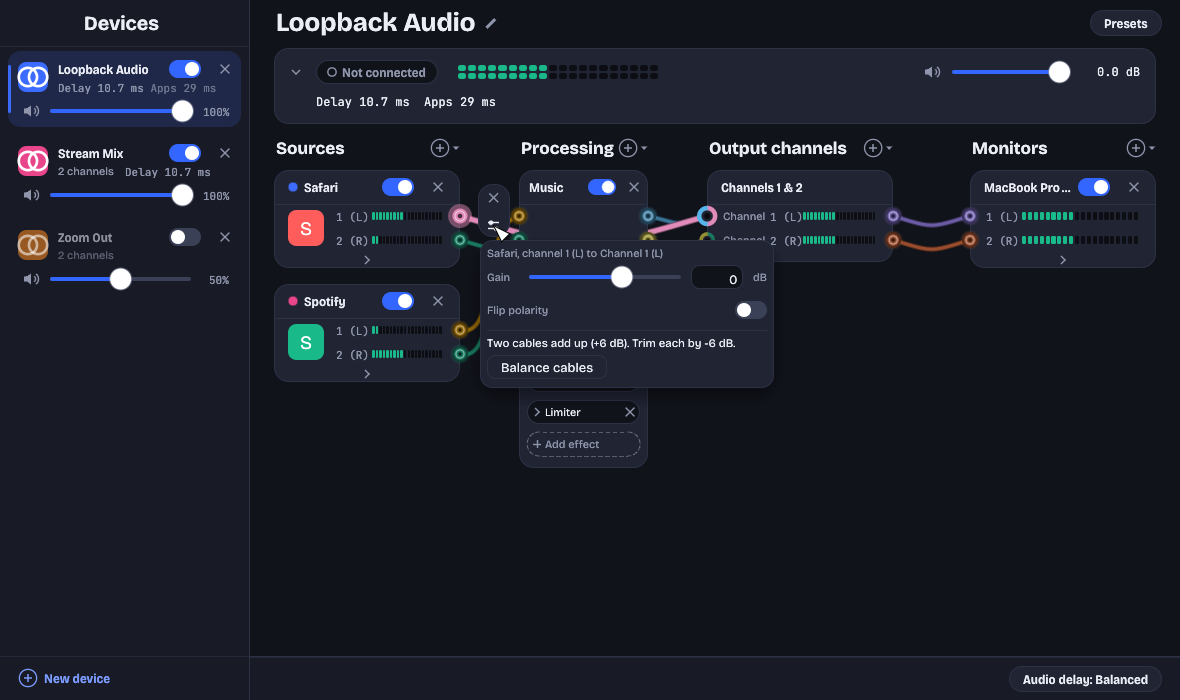 Devices
Loopback Audio
Delay 10.7 ms Apps 29 ms
100%
Stream Mix
2 channels Delay 10.7 ms
100%
Zoom Out
2 channels
50%
New device
Loopback Audio
Presets
Not connected
0.0 dB
Delay 10.7 ms Apps 29 ms
Sources
Safari
S
1 (L)
2 (R)
Spotify
S
1 (L)
2 (R)
Processing
Music
Limiter
+ Add effect
Safari, channel 1 (L) to Channel 1 (L)
Gain
0 dB
Flip polarity
Two cables add up (+6 dB). Trim each by -6 dB.
Balance cables
Output channels
Channels 1 & 2
Channel 1 (L)
Channel 2 (R)
Monitors
MacBook Pro ...
1 (L)
2 (R)
Audio delay: Balanced